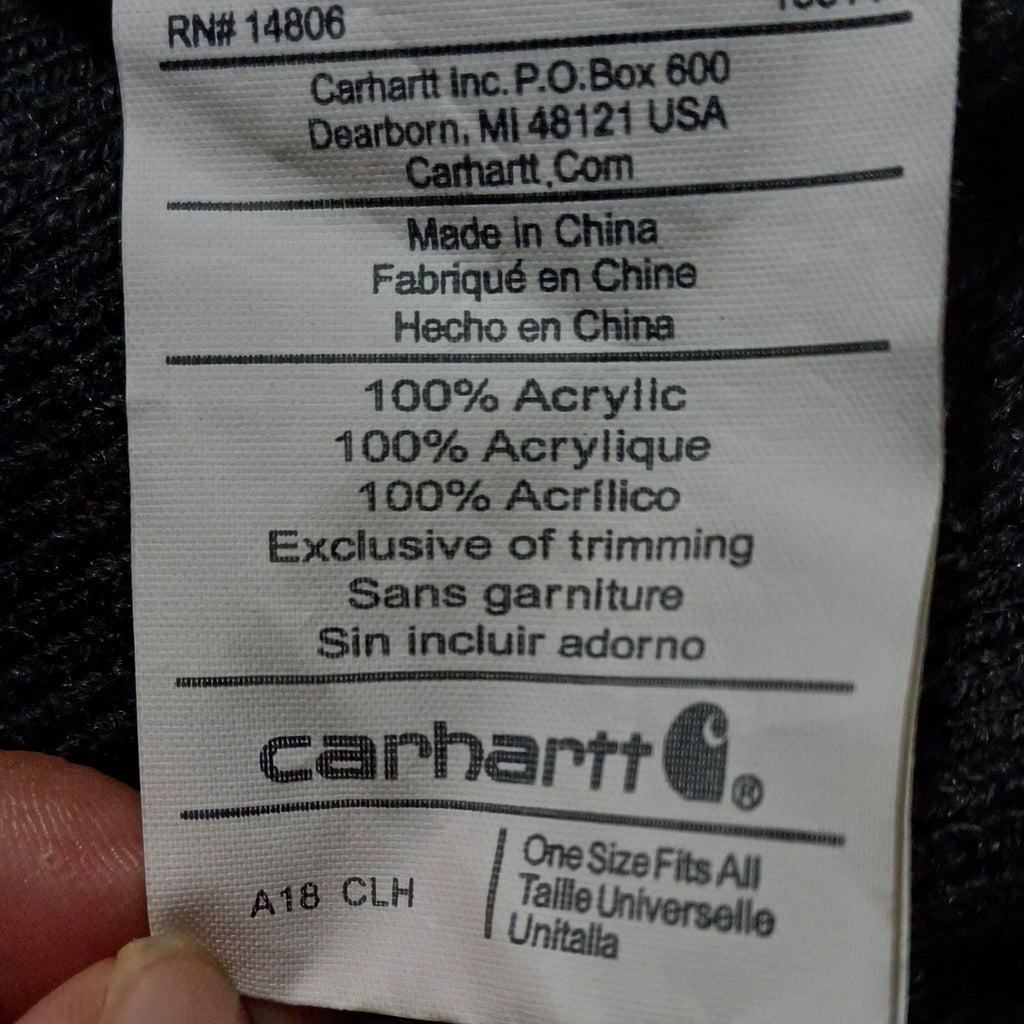 RN# 14806
Carhartt Inc. P.O.Box 600
Dearborn, MI 48121 USA
Carhartt.Com
Made in China
Fabriqué en Chine
Hecho en China
100% Acrylic
100% Acrylique
100% Acrílico
Exclusive of trimming
Sans garniture
Sin incluir adorno
carhartt ®
A18 CLH
One Size Fits All
Taille Universelle
Unitalla